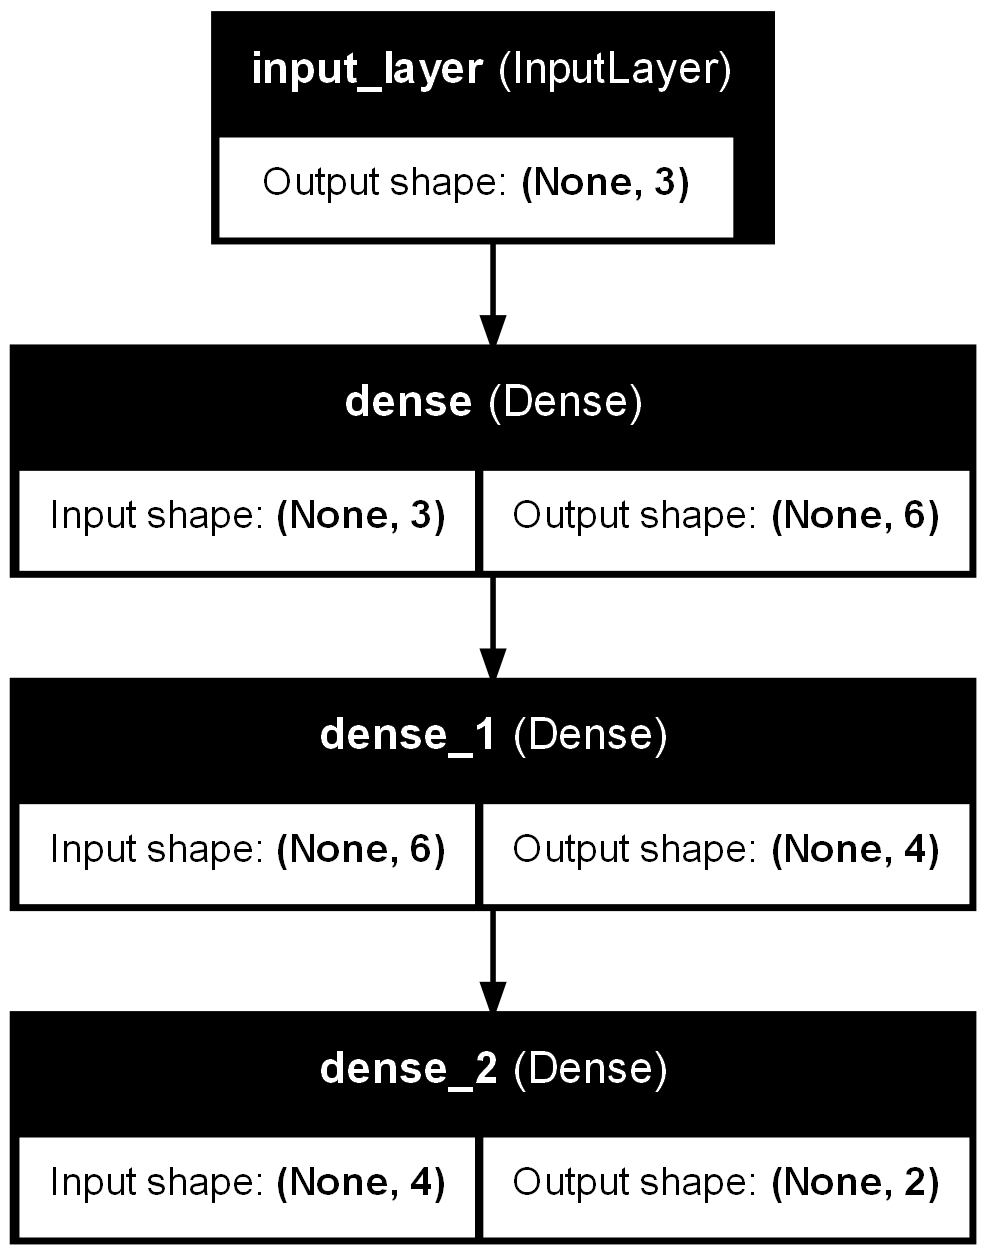 input_layer (InputLayer)
Output shape: (None, 3)
dense (Dense)
Input shape: (None, 3) Output shape: (None, 6)
dense_1 (Dense)
Input shape: (None, 6) Output shape: (None, 4)
dense_2 (Dense)
Input shape: (None, 4) Output shape: (None, 2)